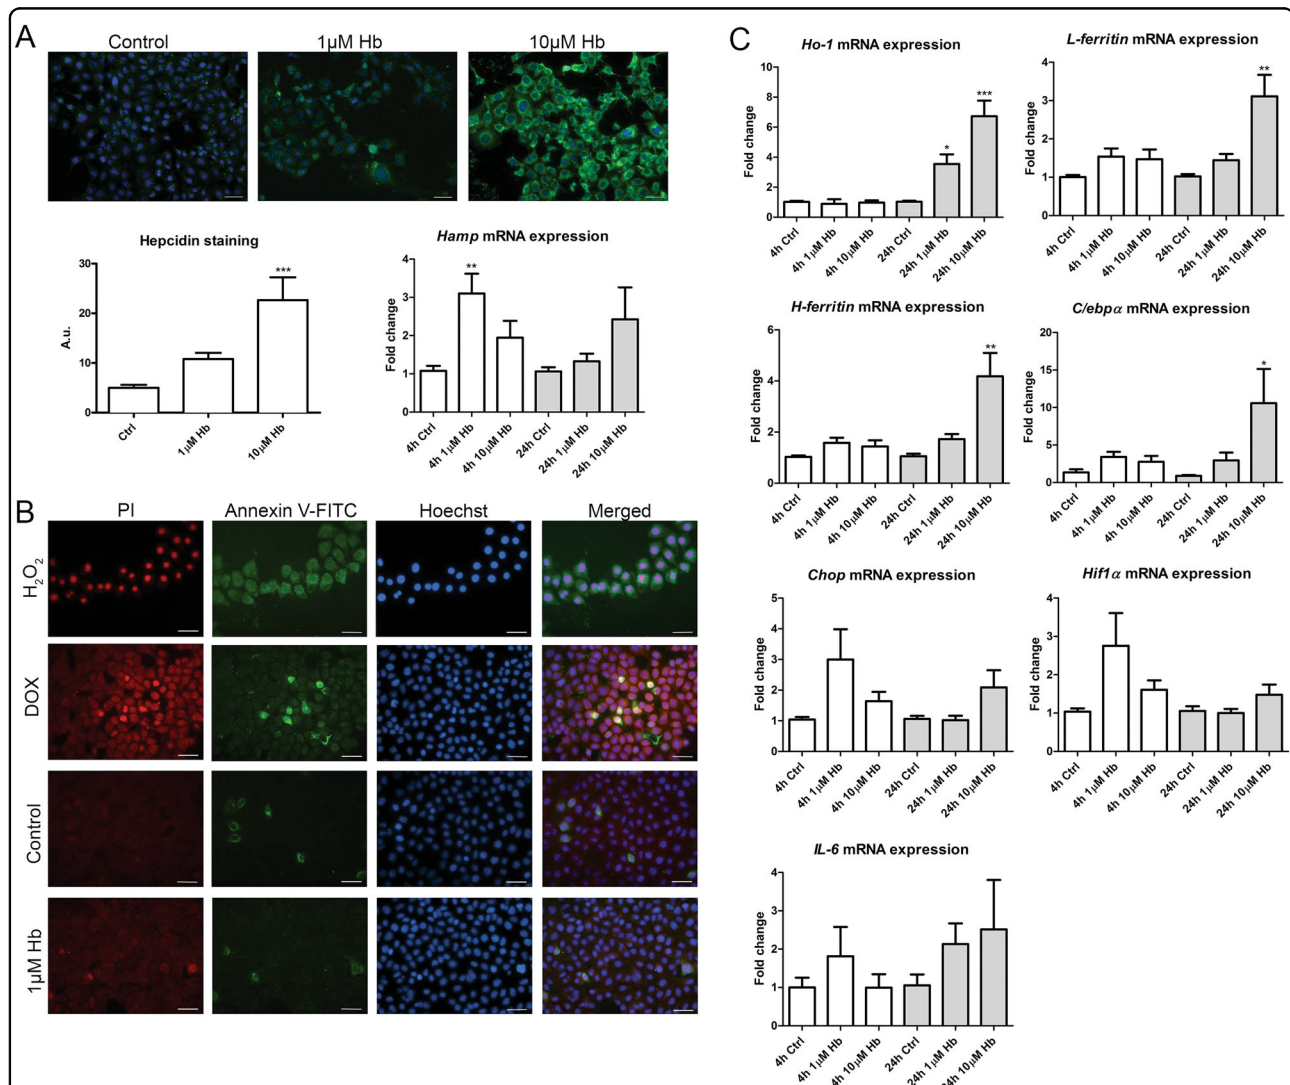 A
Control
1µM Hb
10µM Hb
Hepcidin staining
30
20
10
0
A.u.
***
Ctrl
1µM Hb
10µM Hb
Hamp mRNA expression
4
3
2
1
0
Fold change
**
4h Ctrl
4h 1µM Hb
4h 10µM Hb
24h Ctrl
24h 1µM Hb
24h 10µM Hb
B
PI
Annexin V-FITC
Hoechst
Merged
H2O2
DOX
Control
1µM Hb
C
Ho-1 mRNA expression
10
8
6
4
2
0
Fold change
*
***
4h Ctrl
4h 1µM Hb
4h 10µM Hb
24h Ctrl
24h 1µM Hb
24h 10µM Hb
L-ferritin mRNA expression
4
3
2
1
0
Fold change
**
4h Ctrl
4h 1µM Hb
4h 10µM Hb
24h Ctrl
24h 1µM Hb
24h 10µM Hb
H-ferritin mRNA expression
6
4
2
0
Fold change
**
4h Ctrl
4h 1µM Hb
4h 10µM Hb
24h Ctrl
24h 1µM Hb
24h 10µM Hb
C/ebpα mRNA expression
20
15
10
5
0
Fold change
*
4h Ctrl
4h 1µM Hb
4h 10µM Hb
24h Ctrl
24h 1µM Hb
24h 10µM Hb
Chop mRNA expression
5
4
3
2
1
0
Fold change
4h Ctrl
4h 1µM Hb
4h 10µM Hb
24h Ctrl
24h 1µM Hb
24h 10µM Hb
Hif1α mRNA expression
4
3
2
1
0
Fold change
4h Ctrl
4h 1µM Hb
4h 10µM Hb
24h Ctrl
24h 1µM Hb
24h 10µM Hb
IL-6 mRNA expression
4
3
2
1
0
Fold change
4h Ctrl
4h 1µM Hb
4h 10µM Hb
24h Ctrl
24h 1µM Hb
24h 10µM Hb